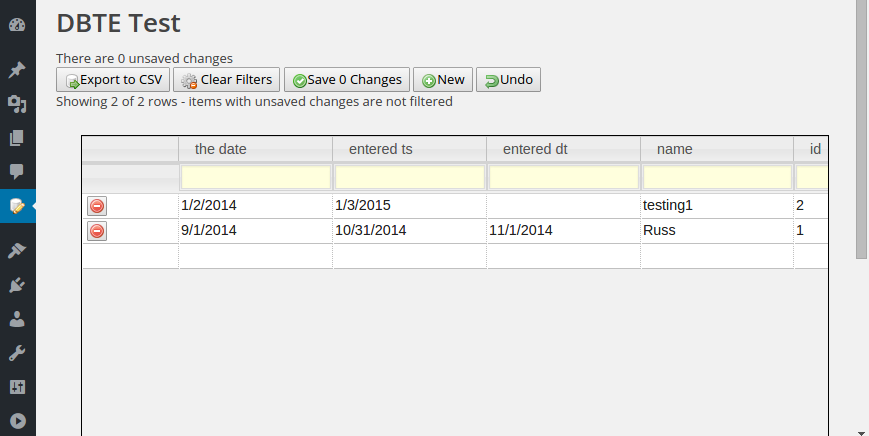 DBTE Test
There are 0 unsaved changes
Export to CSV Clear Filters Save 0 Changes New Undo
Showing 2 of 2 rows - items with unsaved changes are not filtered
the date entered ts entered dt name id
1/2/2014 1/3/2015 testing1 2
9/1/2014 10/31/2014 11/1/2014 Russ 1